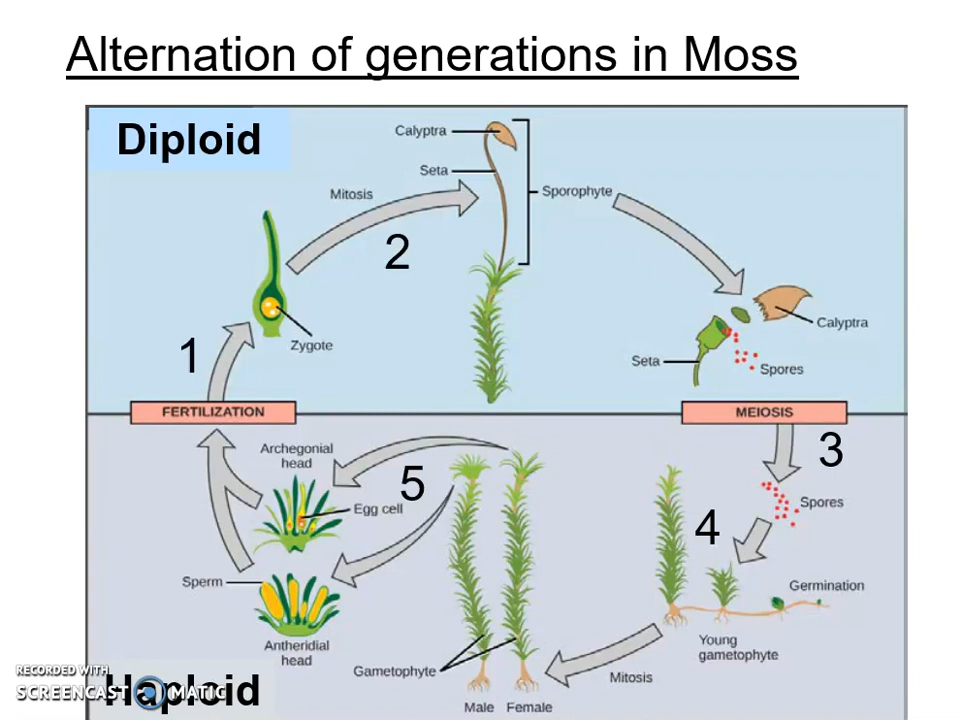 Alternation of generations in Moss
Diploid
Calyptra
Seta
Mitosis
Sporophyte
2
Zygote
1
Calyptra
Seta
Spores
FERTILIZATION
MEIOSIS
3
Archegonial
head
5
Egg cell
Spores
4
Sperm
Germination
Antheridial
head
Young
gametophyte
Gametophyte
Mitosis
Male Female
RECORDED WITH
SCREENCAST MATIC
Haploid